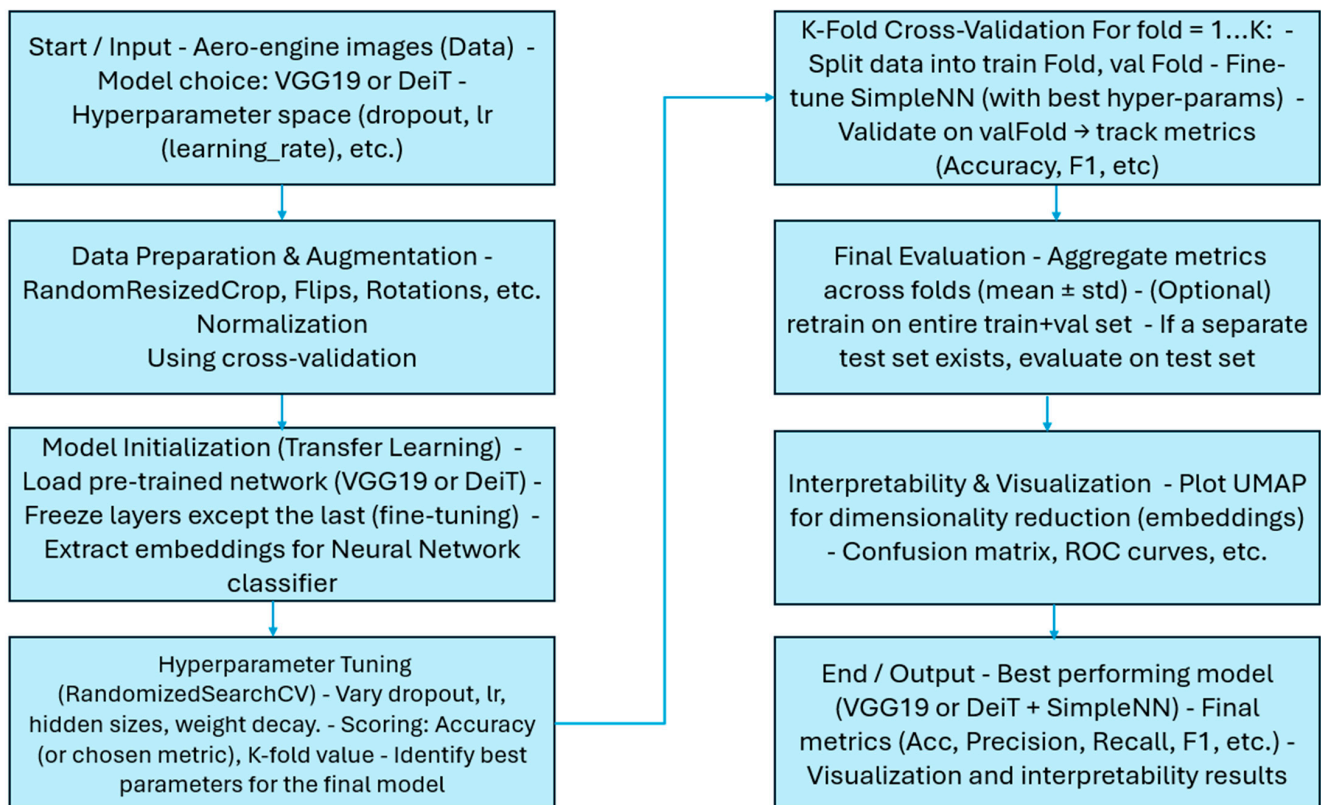 Start / Input - Aero-engine images (Data)  -
Model choice: VGG19 or DeiT -
Hyperparameter space (dropout, lr
(learning_rate), etc.)
Data Preparation & Augmentation -
RandomResizedCrop, Flips, Rotations, etc.
Normalization
Using cross-validation
Model Initialization (Transfer Learning)  -
Load pre-trained network (VGG19 or DeiT) -
Freeze layers except the last (fine-tuning)  -
Extract embeddings for Neural Network
classifier
Hyperparameter Tuning
(RandomizedSearchCV) - Vary dropout, lr,
hidden sizes, weight decay. - Scoring: Accuracy
(or chosen metric), K-fold value - Identify best
parameters for the final model
K-Fold Cross-Validation For fold = 1...K:  -
Split data into train Fold, val Fold - Fine-
tune SimpleNN (with best hyper-params)  -
Validate on valFold → track metrics
(Accuracy, F1, etc)
Final Evaluation - Aggregate metrics
across folds (mean ± std) - (Optional)
retrain on entire train+val set  - If a separate
test set exists, evaluate on test set
Interpretability & Visualization  - Plot UMAP
for dimensionality reduction (embeddings)
- Confusion matrix, ROC curves, etc.
End / Output - Best performing model
(VGG19 or DeiT + SimpleNN) - Final
metrics (Acc, Precision, Recall, F1, etc.) -
Visualization and interpretability results